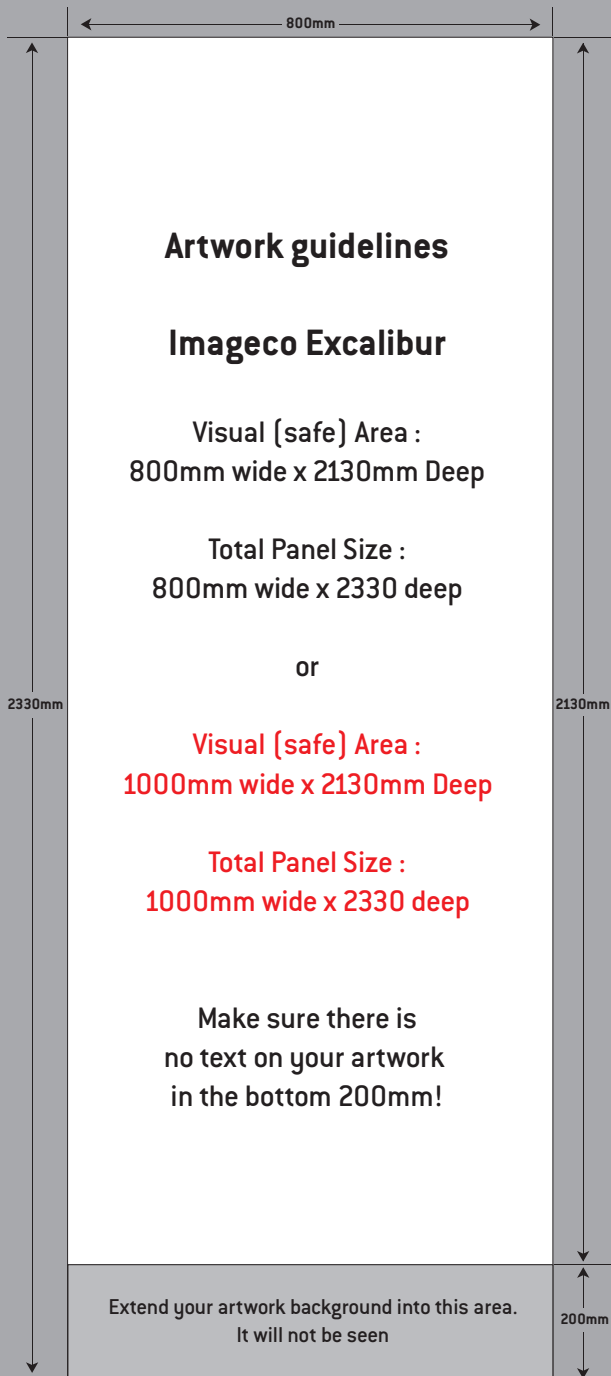 800mm
Artwork guidelines
Imageco Excalibur
Visual (safe) Area :
800mm wide x 2130mm Deep
Total Panel Size :
800mm wide x 2330 deep
or
2330mm
2130mm
Visual (safe) Area :
1000mm wide x 2130mm Deep
Total Panel Size :
1000mm wide x 2330 deep
Make sure there is
no text on your artwork
in the bottom 200mm!
Extend your artwork background into this area.
It will not be seen
200mm